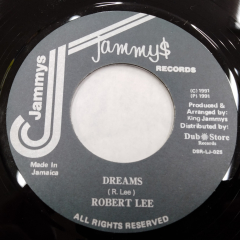 Jammy$
RECORDS
Jammys
(C) 1991
(P) 1991
Produced &
Arranged by:
King Jammys
Distributed by:
Dub Store
Records
DSR-LJ-525
Made In
Jamaica
DREAMS
( R. Lee )
ROBERT LEE
ALL RIGHTS RESERVED